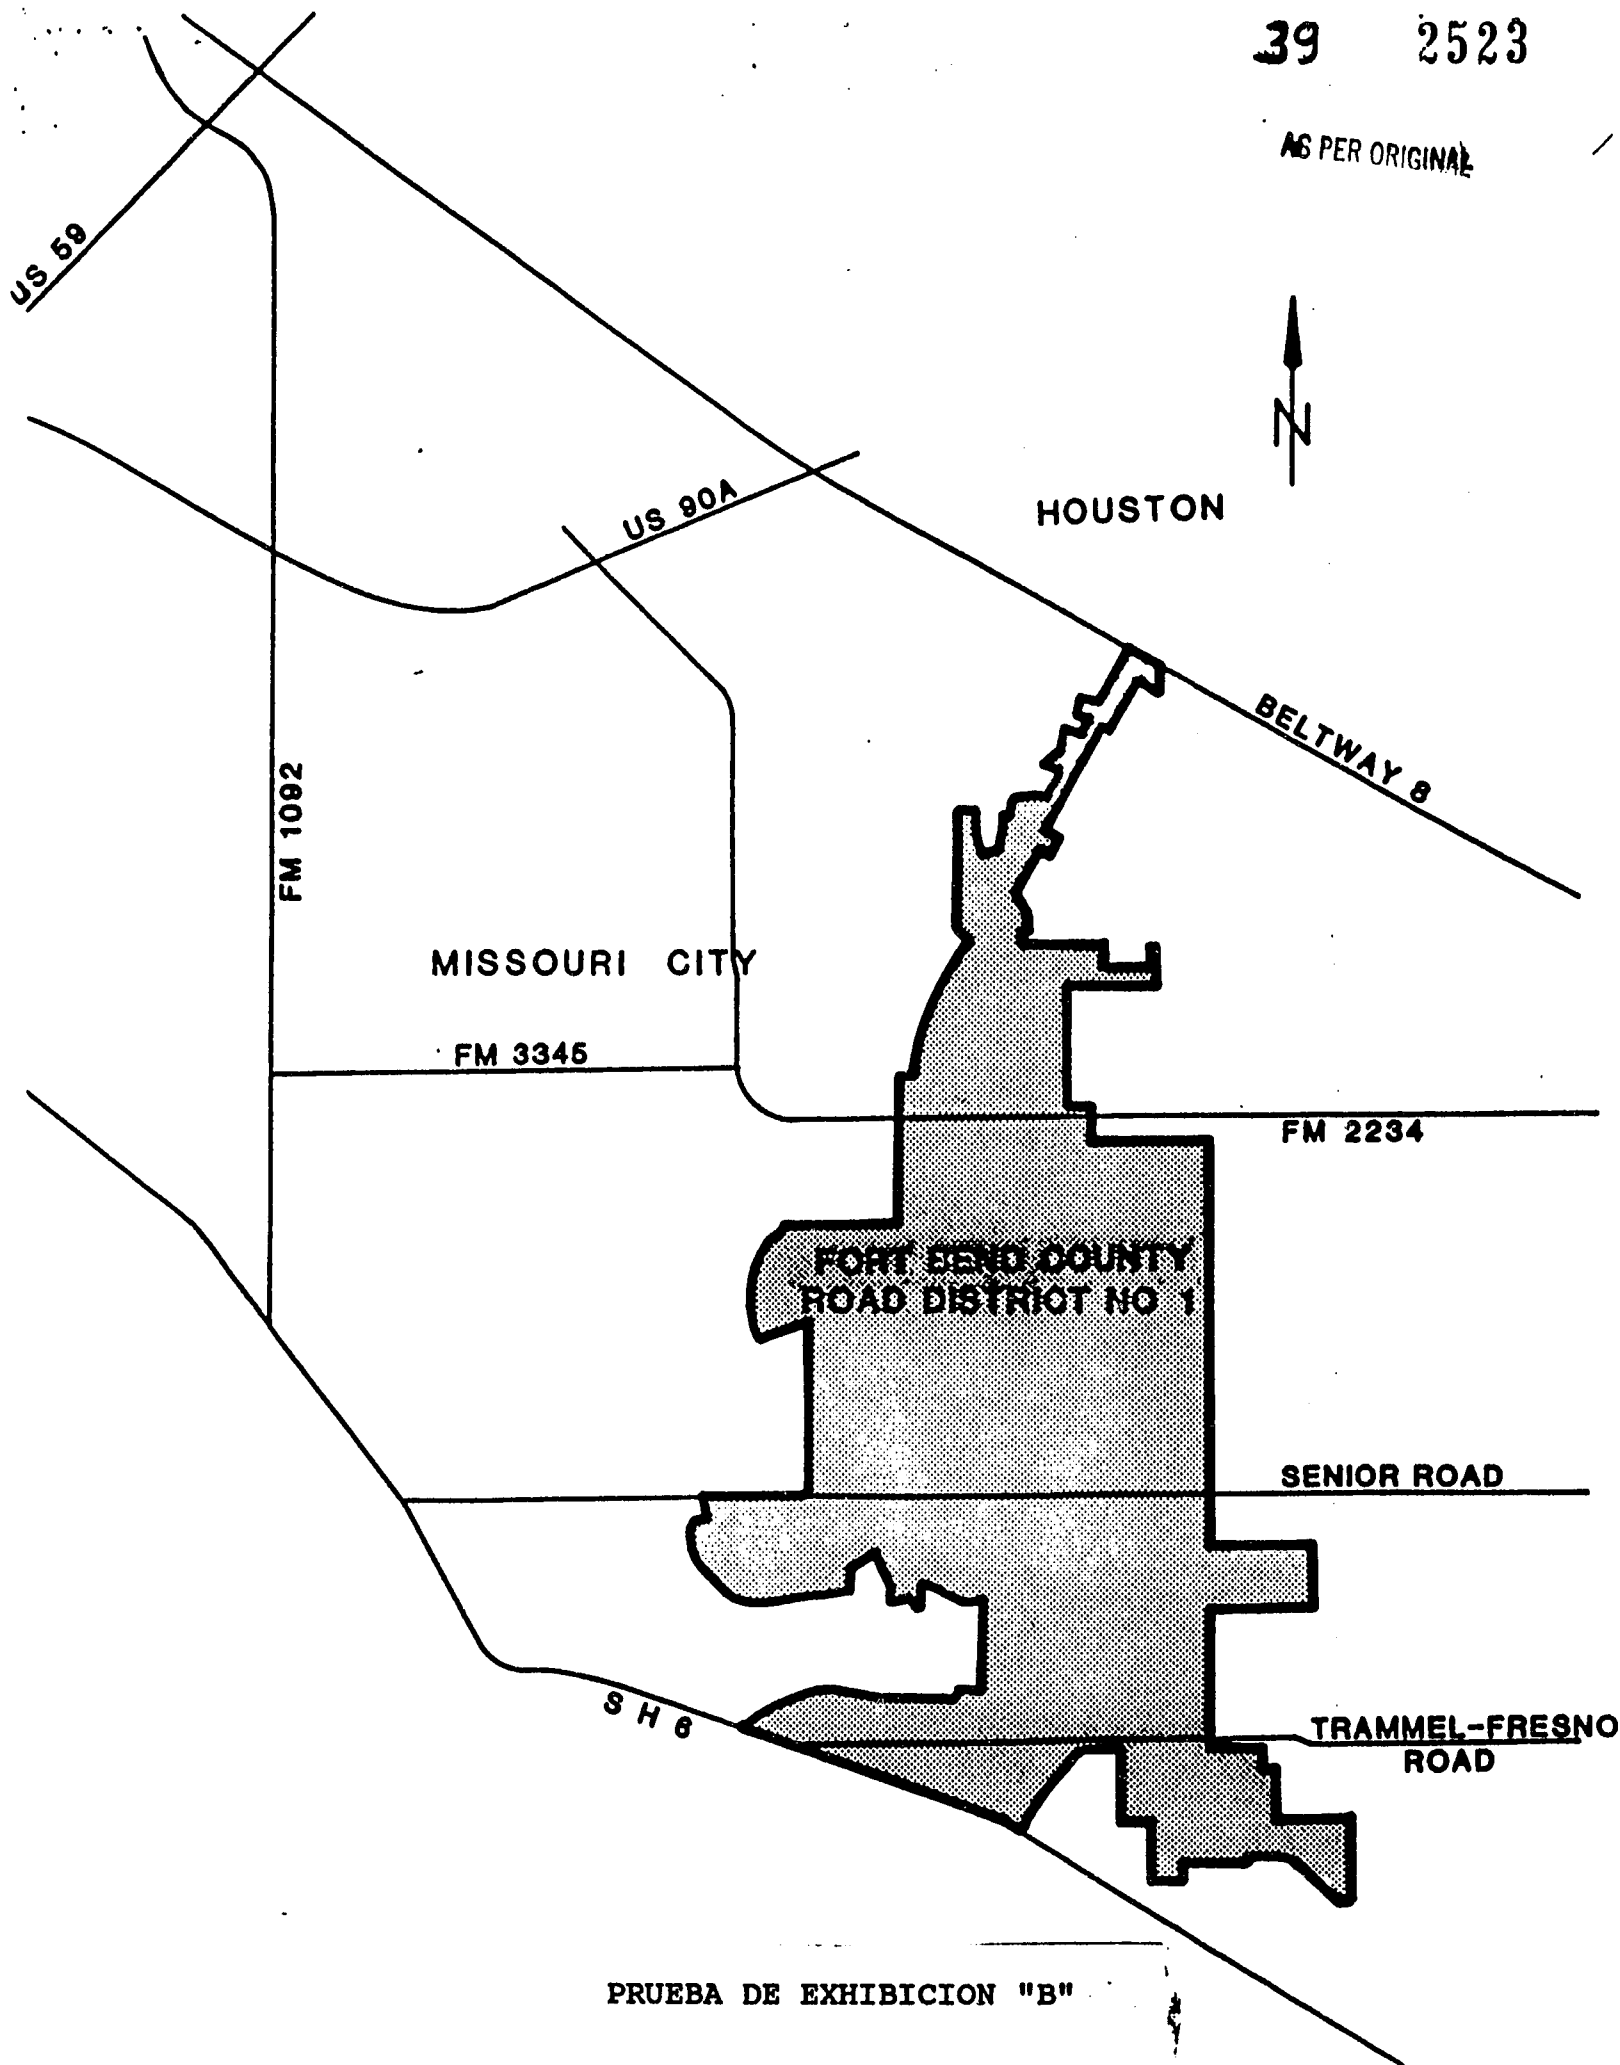 39 2523
AS PER ORIGINAL
US 59
N
HOUSTON
US 90A
BELTWAY 8
FM 1092
MISSOURI CITY
FM 3345
FM 2234
FORT BEND COUNTY
ROAD DISTRICT NO 1
SENIOR ROAD
S H 6
TRAMMEL-FRESNO
ROAD
PRUEBA DE EXHIBICION "B"